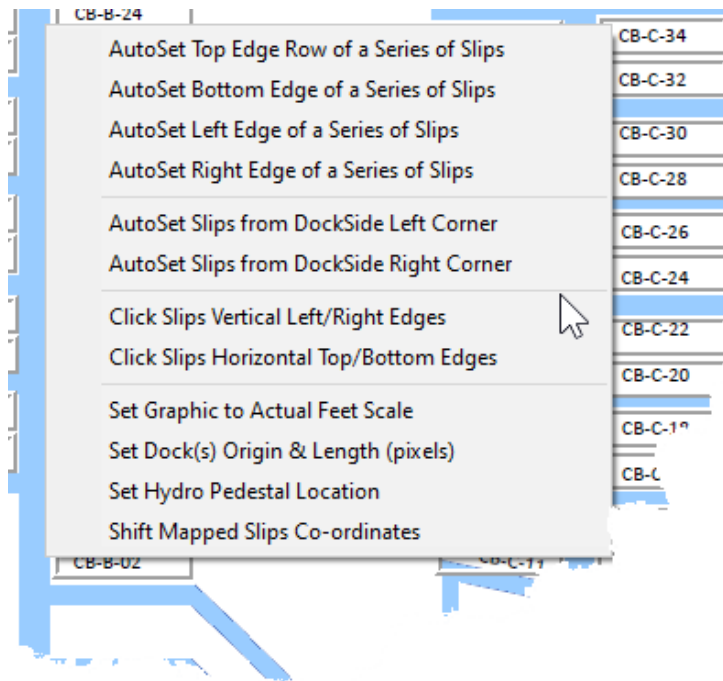 CB-B-24
AutoSet Top Edge Row of a Series of Slips
AutoSet Bottom Edge of a Series of Slips
AutoSet Left Edge of a Series of Slips
AutoSet Right Edge of a Series of Slips
AutoSet Slips from DockSide Left Corner
AutoSet Slips from DockSide Right Corner
Click Slips Vertical Left/Right Edges
Click Slips Horizontal Top/Bottom Edges
Set Graphic to Actual Feet Scale
Set Dock(s) Origin & Length (pixels)
Set Hydro Pedestal Location
Shift Mapped Slips Co-ordinates
CB-B-02
CB-C-34
CB-C-32
CB-C-30
CB-C-28
CB-C-26
CB-C-24
CB-C-22
CB-C-20